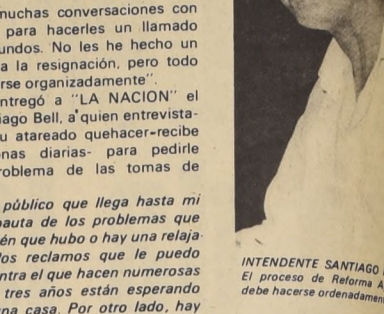 muchas conversaciones con
para hacerles un llamado
undos. No les he hecho un
a la resignación, pero todo
rse organizadamente".
ntregó a "LA NACION" el
iago Bell, a quien entrevista-
u atareado quehacer-recibe
onas diarias- para pedirle
roblema de las tomas de
público que llega hasta mi
pauta de los problemas que
én que hubo o hay una relaja-
los reclamos que le puedo
ntra el que hacen numerosas
tres años están esperando
una casa. Por otro lado, hay
INTENDENTE SANTIAGO
El proceso de Reforma A
debe hacerse ordenadamen